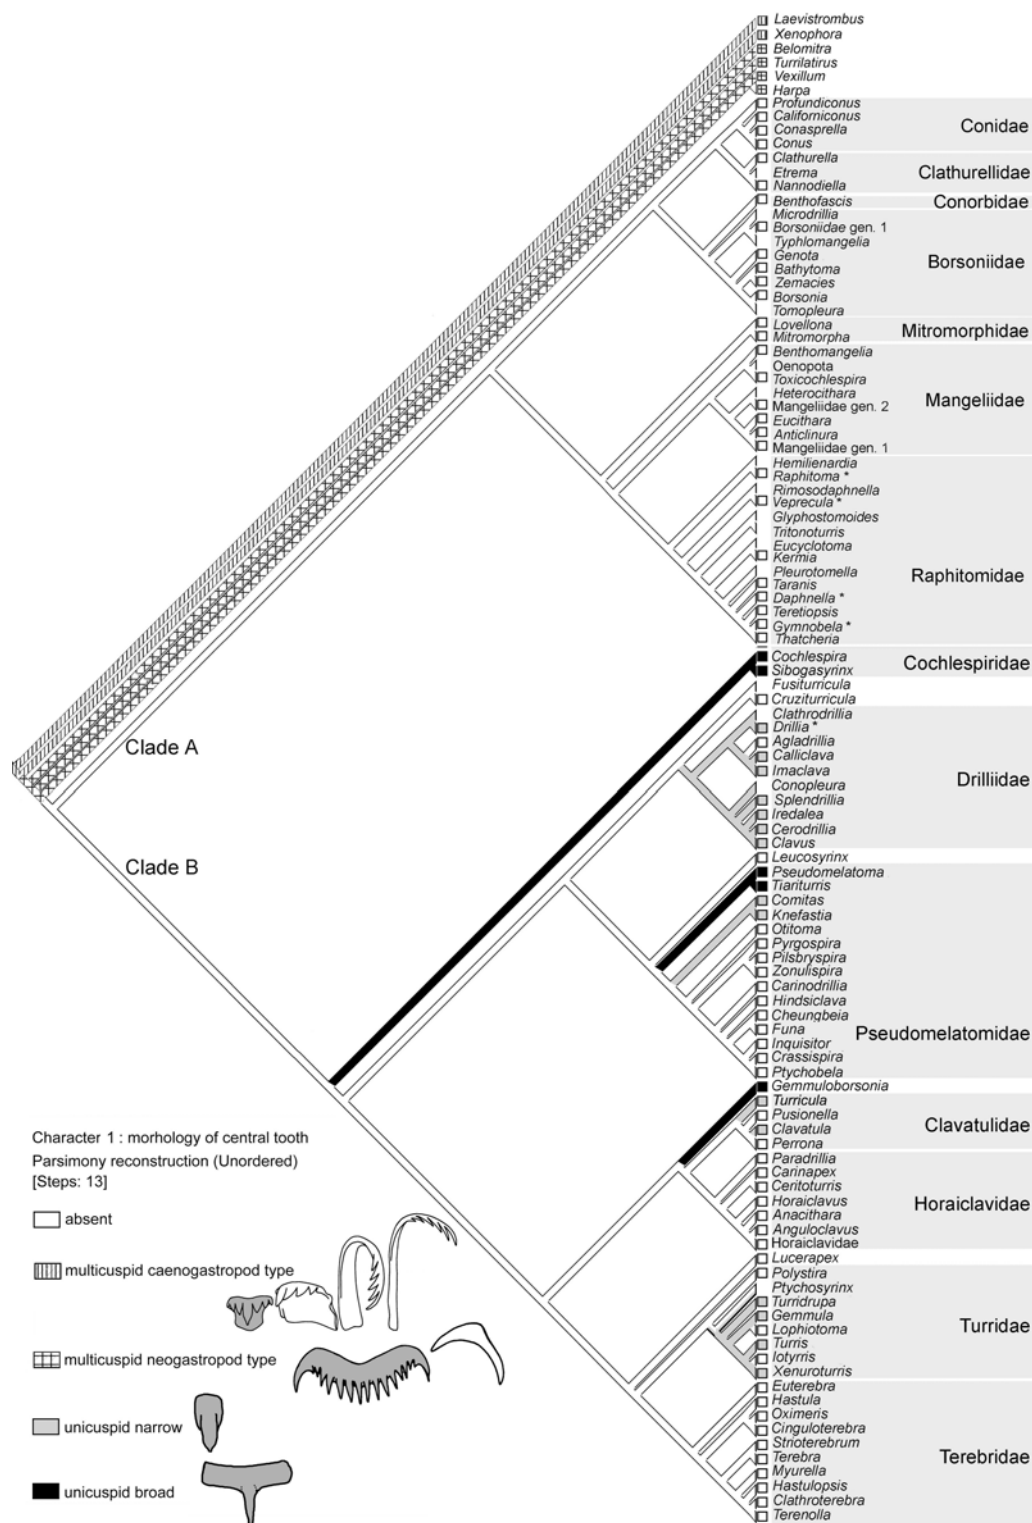 Laevistrombus
Xenophora
Belomitra
Turrilatirus
Vexillum
Harpa
Profundiconus
Californiconus
Conasprella
Conus
Conidae
Clathurella
Etrema
Nannodiella
Clathurellidae
Benthofascis
Conorbidae
Microdrillia
Borsoniidae gen. 1
Typhlomangelia
Genota
Bathytoma
Zemacies
Borsonia
Tomopleura
Borsoniidae
Lovellona
Mitromorpha
Mitromorphidae
Benthomangelia
Oenopota
Toxicochlespira
Heterocithara
Mangeliidae gen. 2
Eucithara
Anticlinura
Mangeliidae gen. 1
Mangeliidae
Hemilienardia
Raphitoma *
Rimosodaphnella
Veprecula *
Glyphostomoides
Tritonoturris
Eucyclotoma
Kermia
Pleurotomella
Taranis
Daphnella *
Teretiopsis
Gymnobela *
Thatcheria
Raphitomidae
Cochlespira
Sibogasyrinx
Cochlespiridae
Fusiturricula
Cruziturricula
Clathrodrillia
Drillia *
Agladrillia
Calliclava
Imaclava
Conopleura
Splendrillia
Iredalea
Cerodrillia
Clavus
Drilliidae
Leucosyrinx
Pseudomelatoma
Tiariturris
Comitas
Knefastia
Otitoma
Pyrgospira
Pilsbryspira
Zonulispira
Carinodrillia
Hindsiclava
Cheungbeia
Funa
Inquisitor
Crassispira
Ptychobela
Pseudomelatomidae
Gemmuloborsonia
Turricula
Pusionella
Clavatula
Perrona
Clavatulidae
Paradrillia
Carinapex
Ceritoturris
Horaiclavus
Anacithara
Anguloclavus
Horaiclavidae
Horaiclavidae
Lucerapex
Polystira
Ptychosyrinx
Turridrupa
Gemmula
Lophiotoma
Turris
Iotyrris
Xenuroturris
Turridae
Euterebra
Hastula
Oximeris
Cinguloterebra
Strioterebrum
Terebra
Myurella
Hastulopsis
Clathroterebra
Terenolla
Terebridae
Clade A
Clade B
Character 1 : morhology of central tooth
Parsimony reconstruction (Unordered)
[Steps: 13]
absent
multicuspid caenogastropod type
multicuspid neogastropod type
unicuspid narrow
unicuspid broad